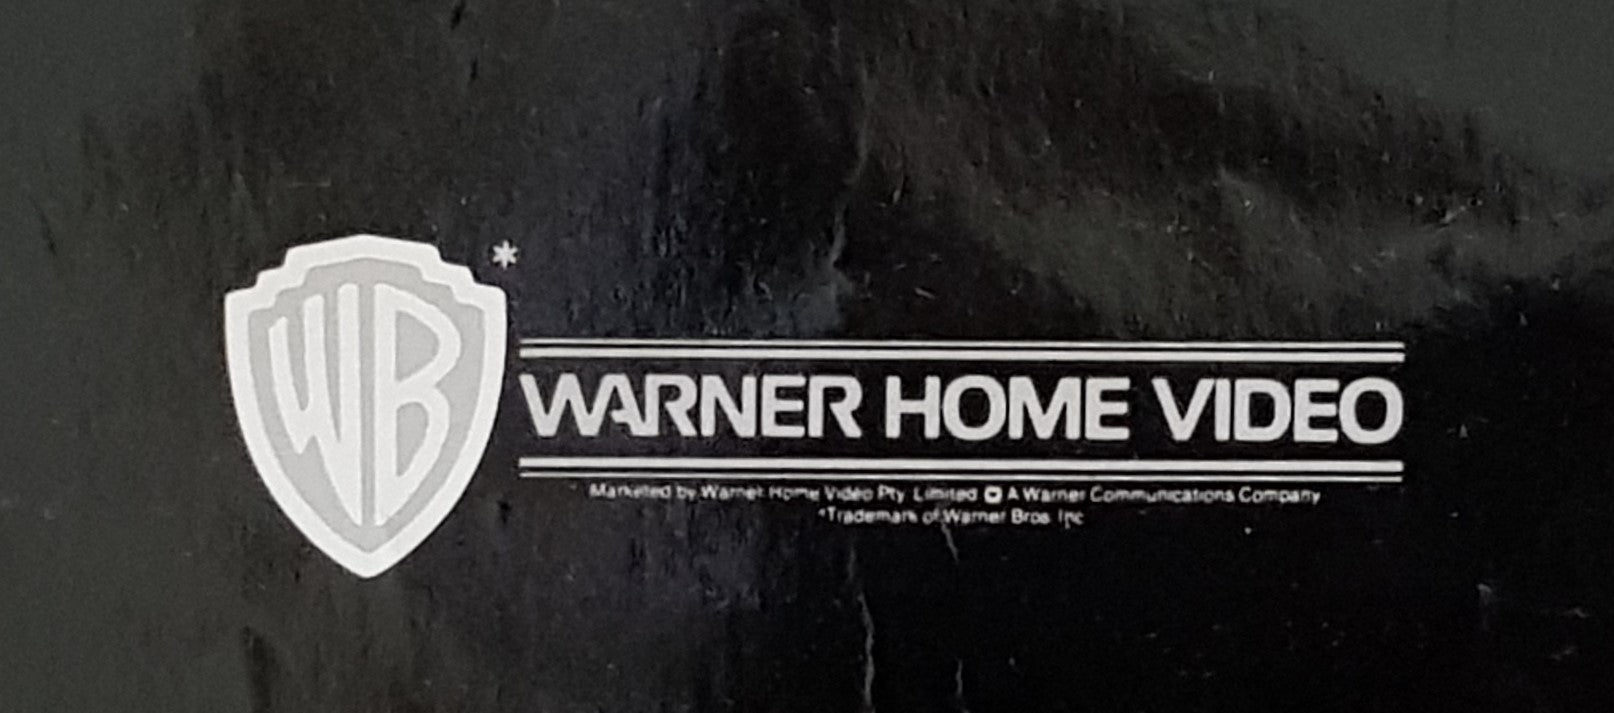 WB*
WARNER HOME VIDEO
Marketed by Warner Home Video Pty. Limited A Warner Communications Company
*Trademark of Warner Bros. Inc